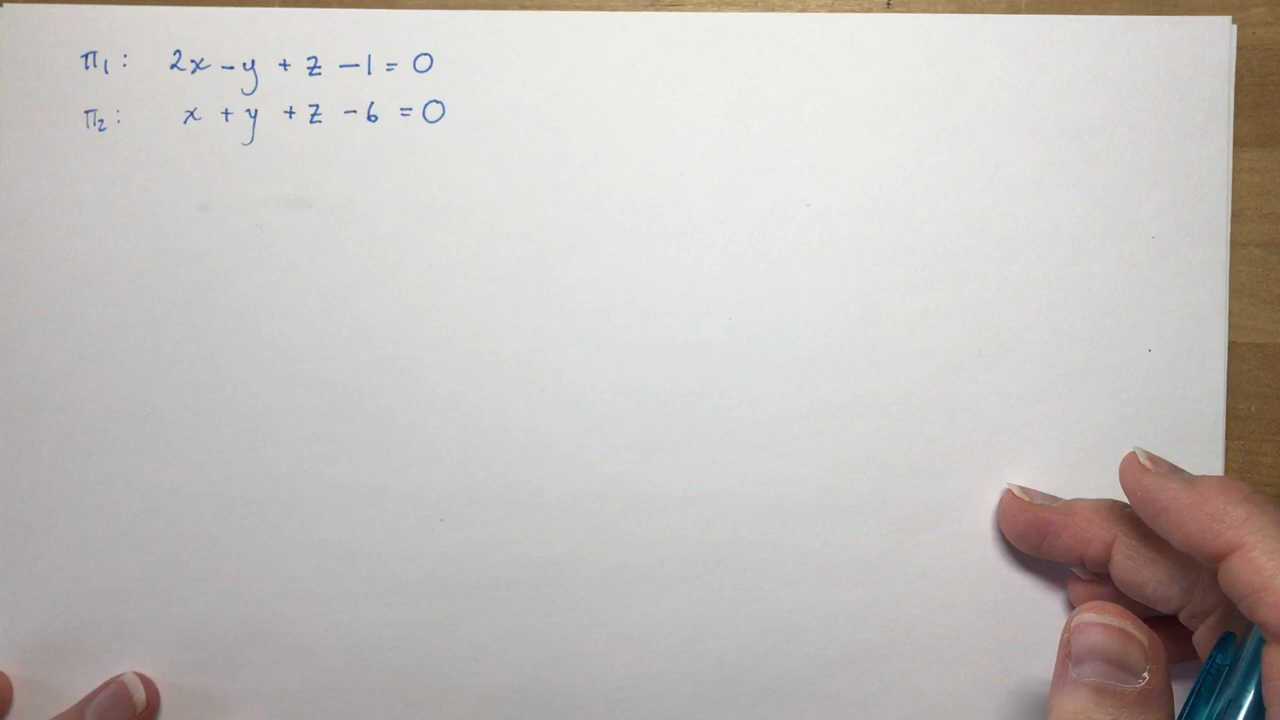 π₁: 2x - y + z - 1 = 0
π₂: x + y + z - 6 = 0